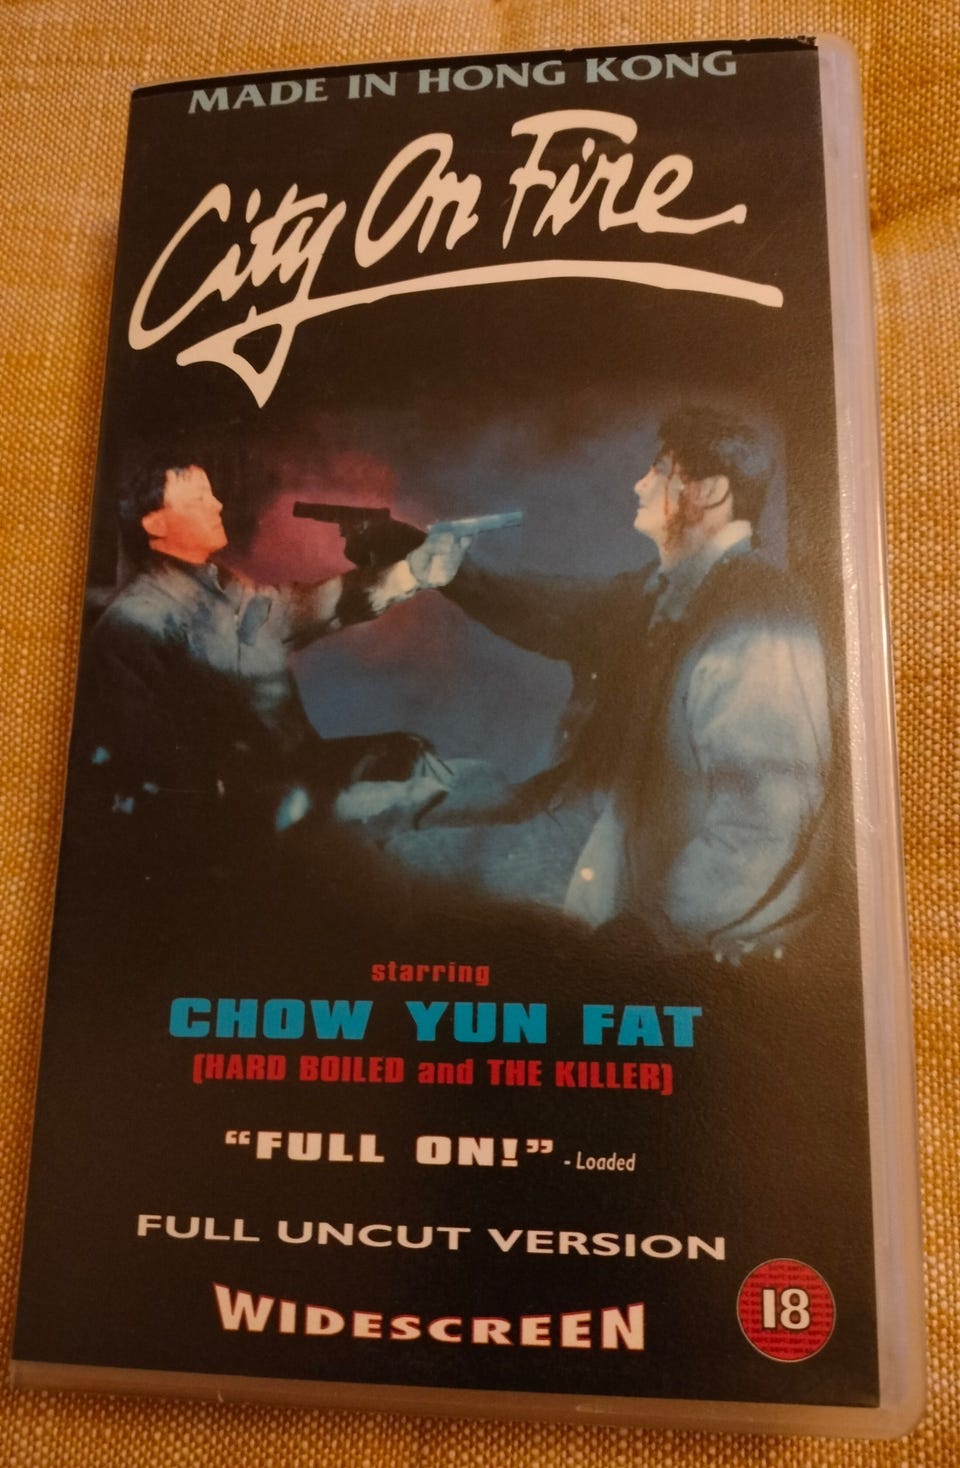 MADE IN HONG KONG
City On Fire
starring
CHOW YUN FAT
(HARD BOILED and THE KILLER)
“FULL ON!” - Loaded
FULL UNCUT VERSION
WIDESCREEN
18